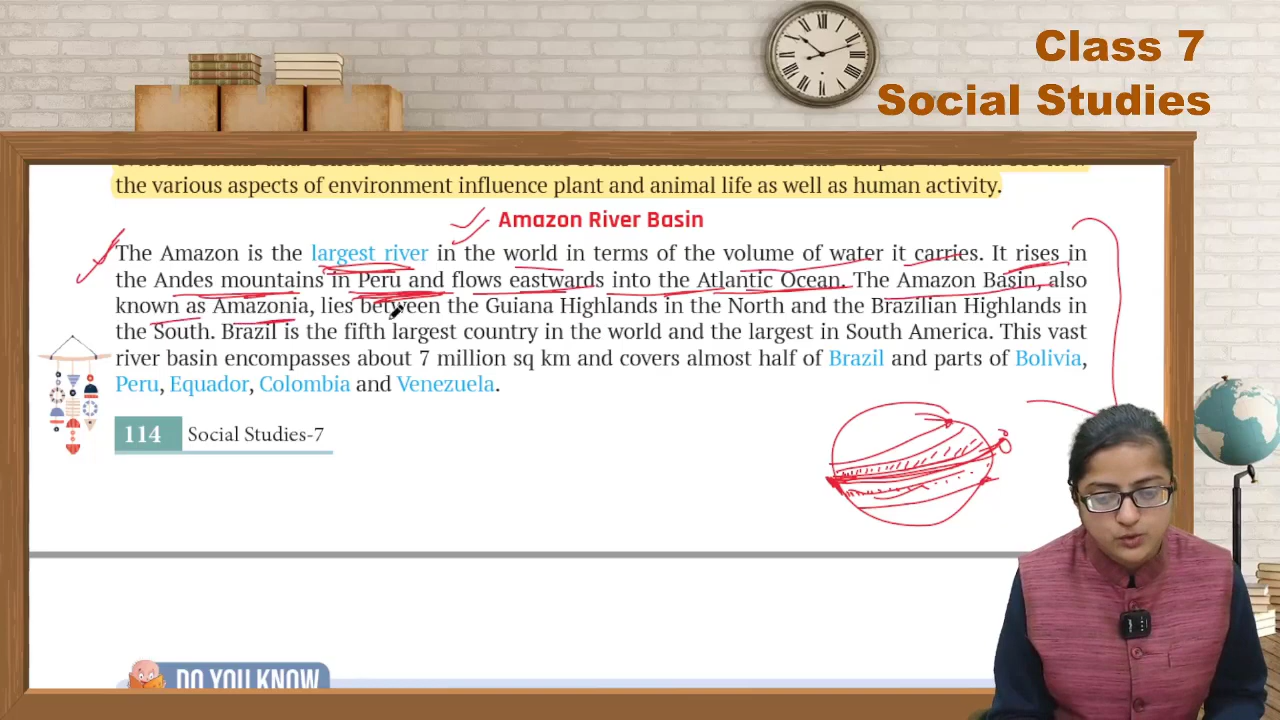 Class 7
Social Studies
the various aspects of environment influence plant and animal life as well as human activity.
Amazon River Basin
The Amazon is the largest river in the world in terms of the volume of water it carries. It rises in
the Andes mountains in Peru and flows eastwards into the Atlantic Ocean. The Amazon Basin, also
known as Amazonia, lies between the Guiana Highlands in the North and the Brazilian Highlands in
the South. Brazil is the fifth largest country in the world and the largest in South America. This vast
river basin encompasses about 7 million sq km and covers almost half of Brazil and parts of Bolivia,
Peru, Equador, Colombia and Venezuela.
114 Social Studies-7
DO YOU KNOW